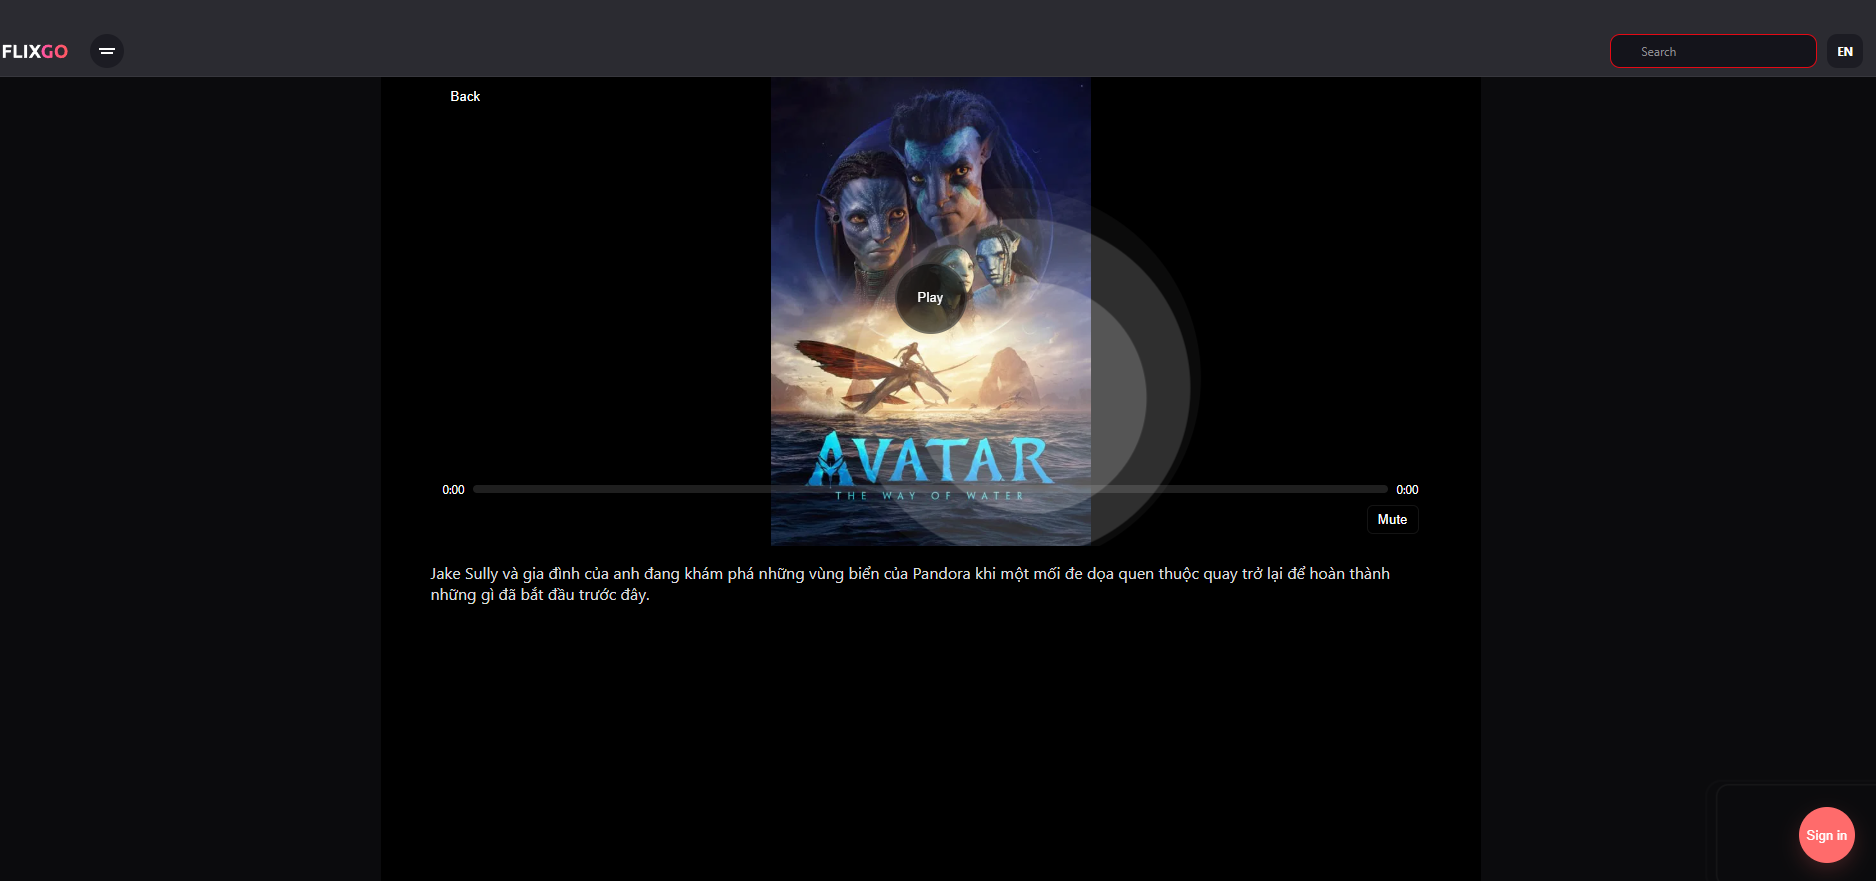 FLIXGO
Search
EN
Back
Play
AVATAR
THE WAY OF WATER
0:00
0:00
Mute
Jake Sully và gia đình của anh đang khám phá những vùng biển của Pandora khi một mối đe dọa quen thuộc quay trở lại để hoàn thành
những gì đã bắt đầu trước đây.
Sign in